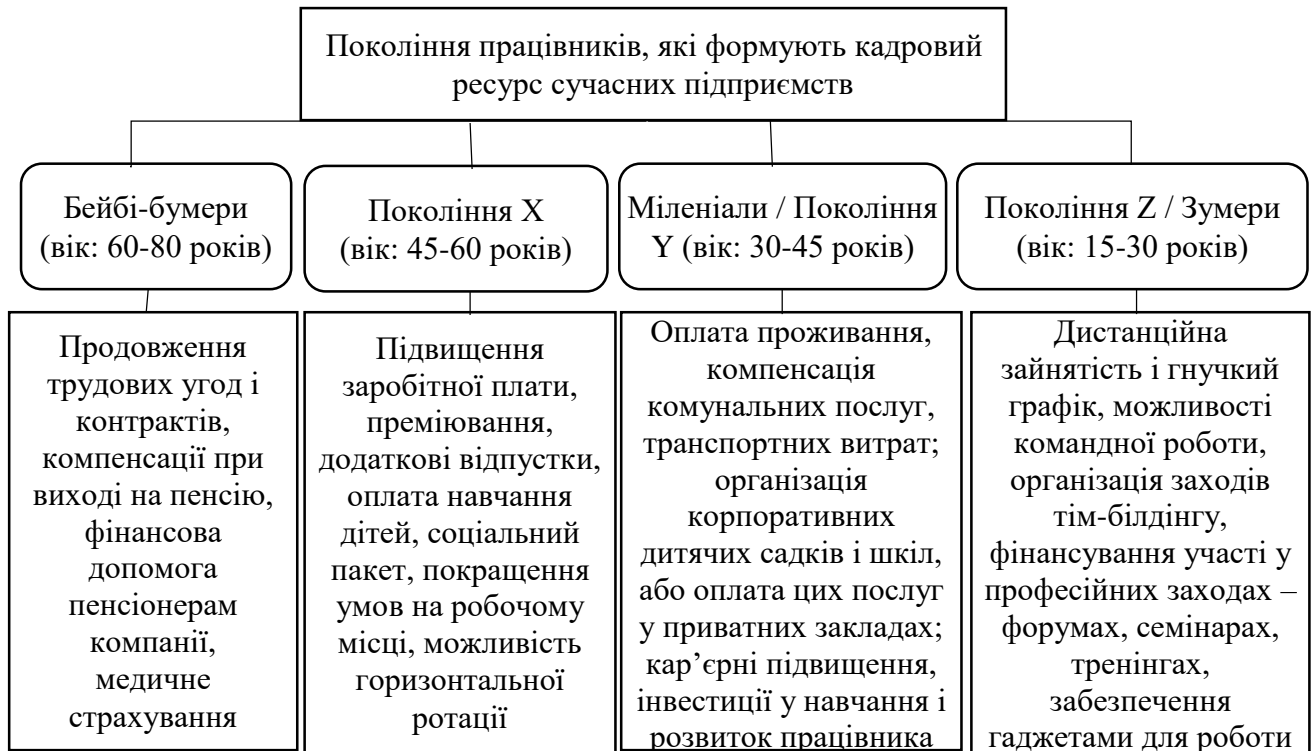 Покоління працівників, які формують кадровий
ресурс сучасних підприємств
Бейбі-бумери
(вік: 60-80 років)
Покоління X
(вік: 45-60 років)
Міленіали / Покоління
Y (вік: 30-45 років)
Покоління Z / Зумери
(вік: 15-30 років)
Продовження
трудових угод і
контрактів,
компенсації при
виході на пенсію,
фінансова
допомога
пенсіонерам
компанії,
медичне
страхування
Підвищення
заробітної плати,
преміювання,
додаткові відпустки,
оплата навчання
дітей, соціальний
пакет, покращення
умов на робочому
місці, можливість
горизонтальної
ротації
Оплата проживання,
компенсація
комунальних послуг,
транспортних витрат;
організація
корпоративних
дитячих садків і шкіл,
або оплата цих послуг
у приватних закладах;
кар’єрні підвищення,
інвестиції у навчання і
розвиток працівника
Дистанційна
зайнятість і гнучкий
графік, можливості
командної роботи,
організація заходів
тім-білдінгу,
фінансування участі у
професійних заходах –
форумах, семінарах,
тренінгах,
забезпечення
гаджетами для роботи